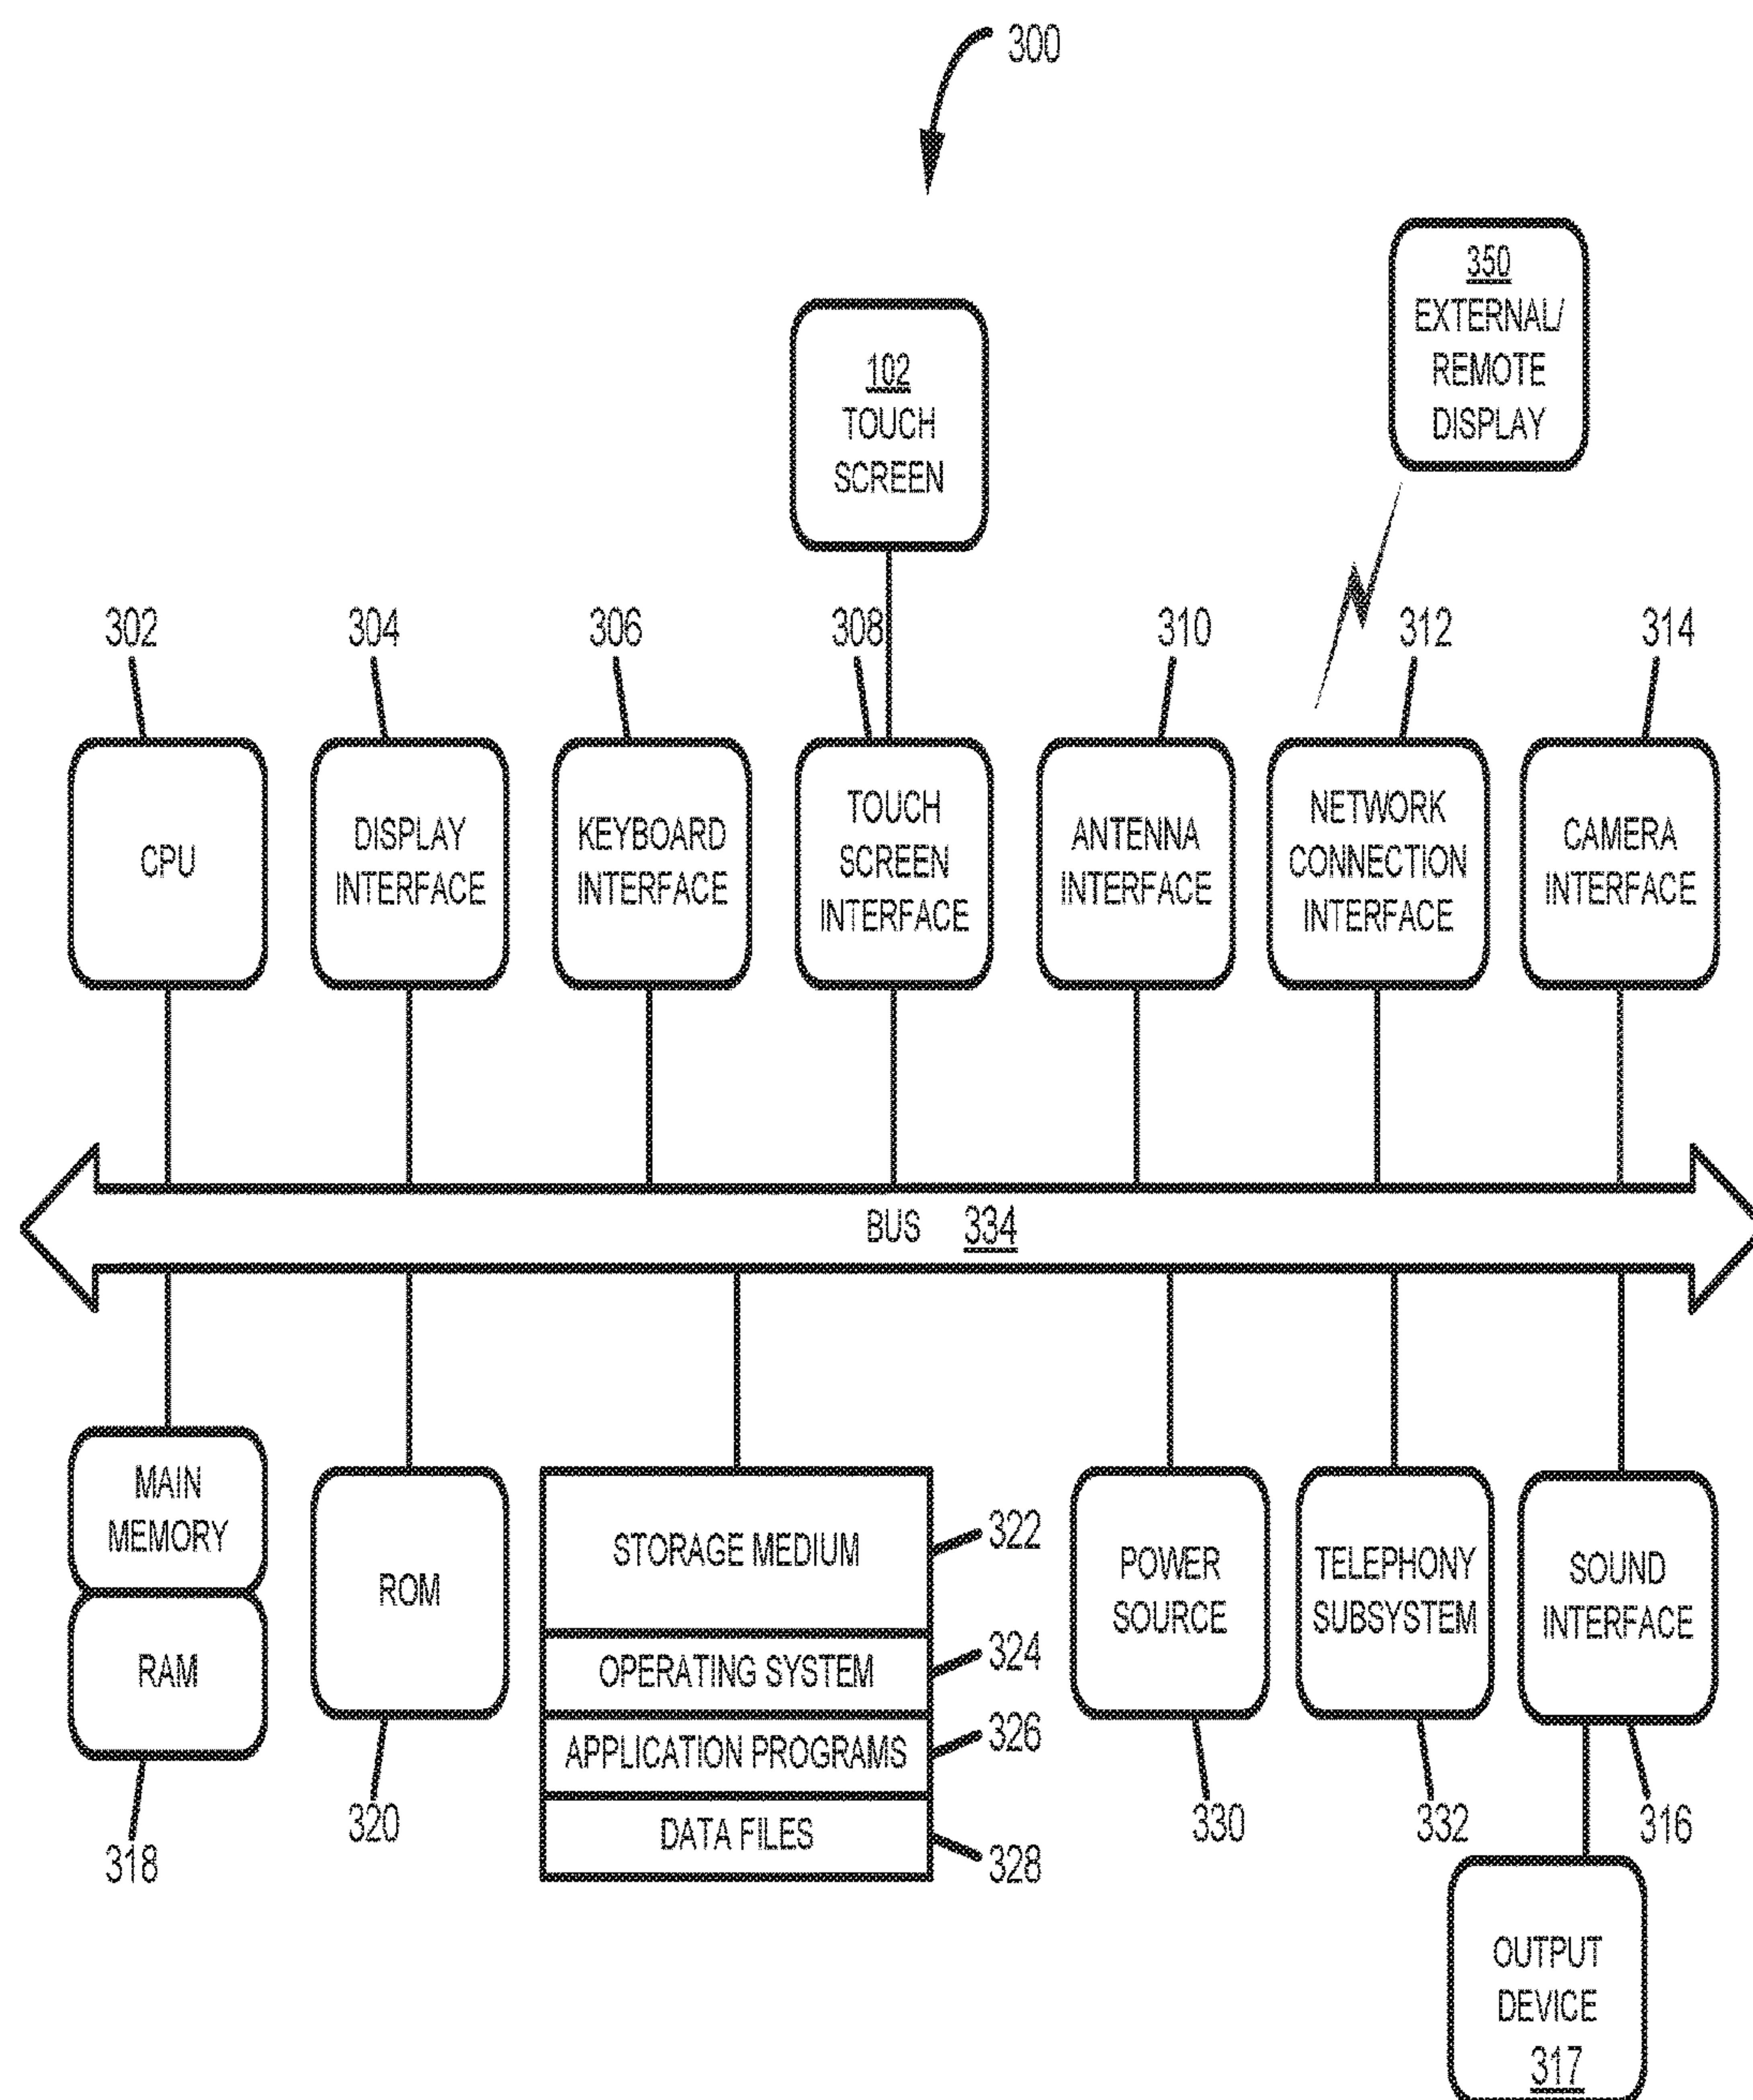 300
350
EXTERNAL/
REMOTE
DISPLAY
102
TOUCH
SCREEN
302
304
306
308
310
312
314
CPU
DISPLAY
INTERFACE
KEYBOARD
INTERFACE
TOUCH
SCREEN
INTERFACE
ANTENNA
INTERFACE
NETWORK
CONNECTION
INTERFACE
CAMERA
INTERFACE
BUS 334
MAIN
MEMORY
RAM
318
ROM
320
STORAGE MEDIUM
322
OPERATING SYSTEM
324
APPLICATION PROGRAMS
326
DATA FILES
328
POWER
SOURCE
330
TELEPHONY
SUBSYSTEM
332
SOUND
INTERFACE
316
OUTPUT
DEVICE
317